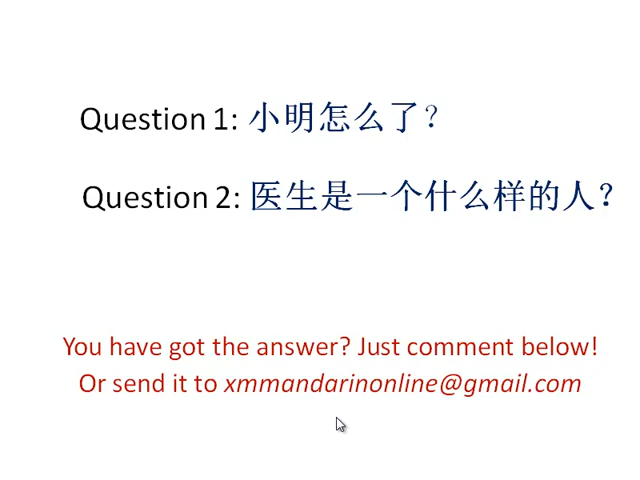 Question 1: 小明怎么了？
Question 2: 医生是一个什么样的人？
You have got the answer? Just comment below!
Or send it to xmmandarinonline@gmail.com